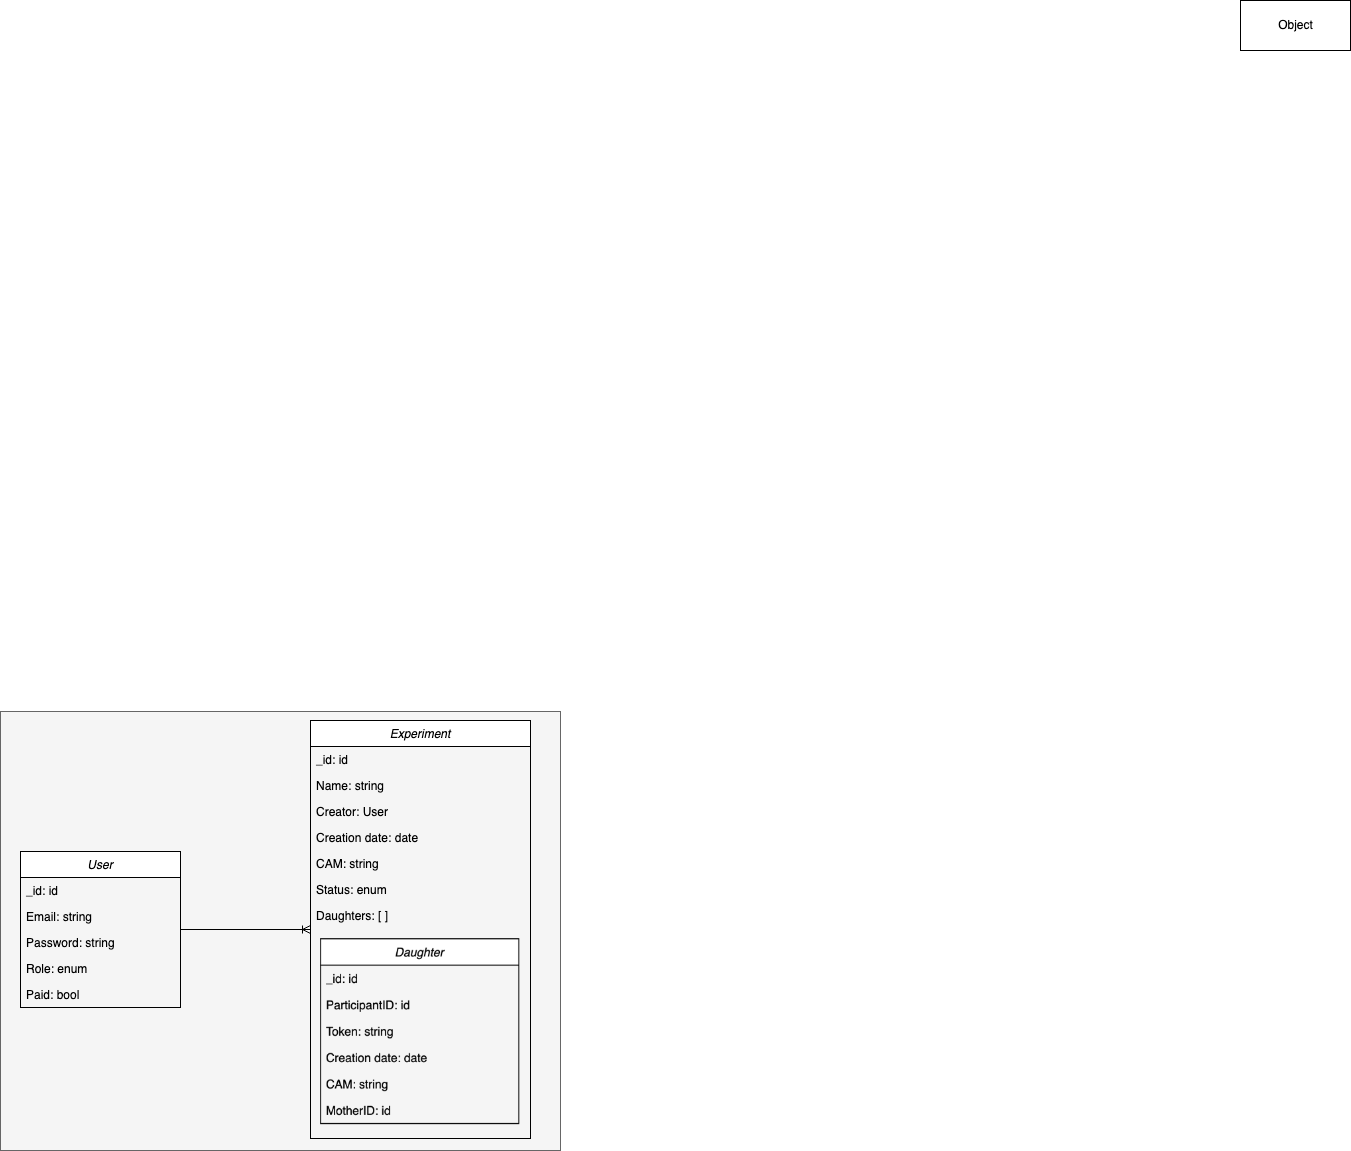 Object
Experiment
_id: id
Name: string
Creator: User
Creation date: date
CAM: string
Status: enum
Daughters: [ ]
User
_id: id
Email: string
Password: string
Role: enum
Paid: bool
Daughter
_id: id
ParticipantID: id
Token: string
Creation date: date
CAM: string
MotherID: id